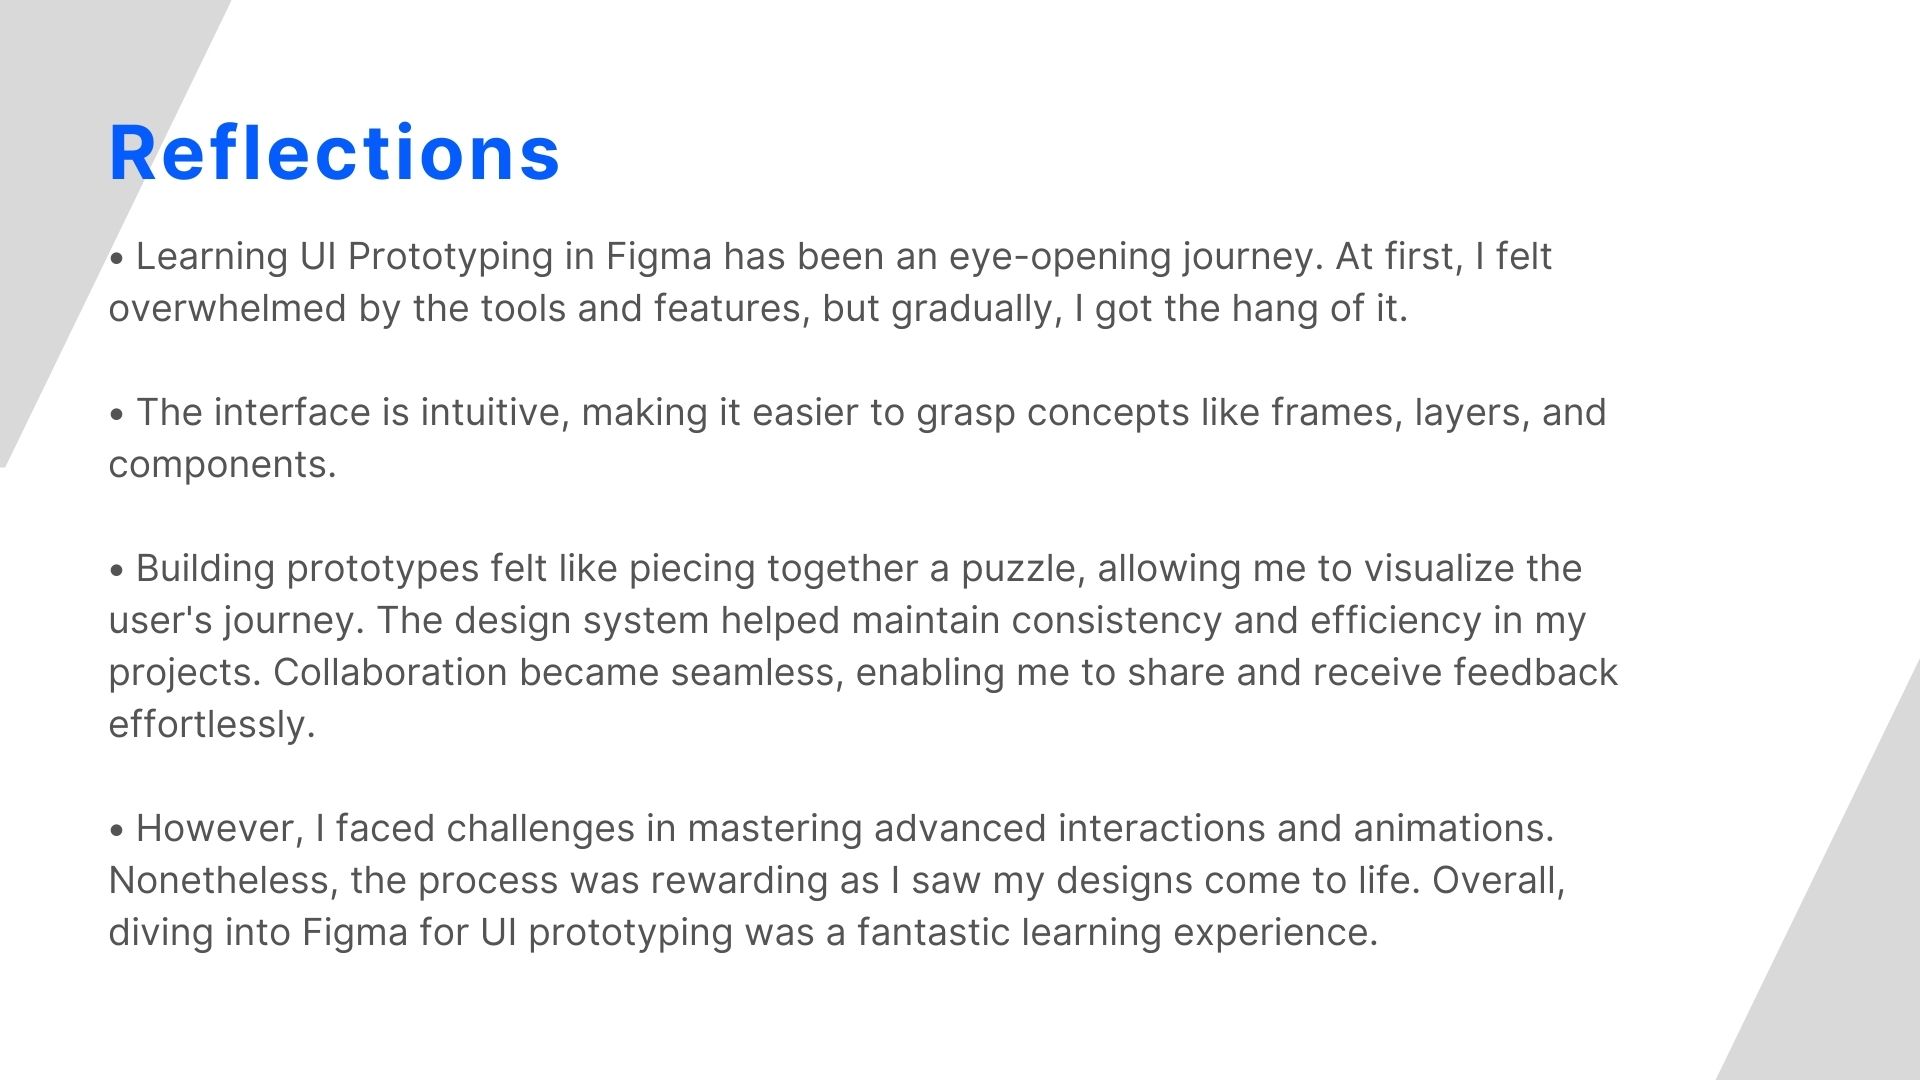 Reflections
• Learning UI Prototyping in Figma has been an eye-opening journey. At first, I felt
overwhelmed by the tools and features, but gradually, I got the hang of it.
• The interface is intuitive, making it easier to grasp concepts like frames, layers, and
components.
• Building prototypes felt like piecing together a puzzle, allowing me to visualize the
user's journey. The design system helped maintain consistency and efficiency in my
projects. Collaboration became seamless, enabling me to share and receive feedback
effortlessly.
• However, I faced challenges in mastering advanced interactions and animations.
Nonetheless, the process was rewarding as I saw my designs come to life. Overall,
diving into Figma for UI prototyping was a fantastic learning experience.